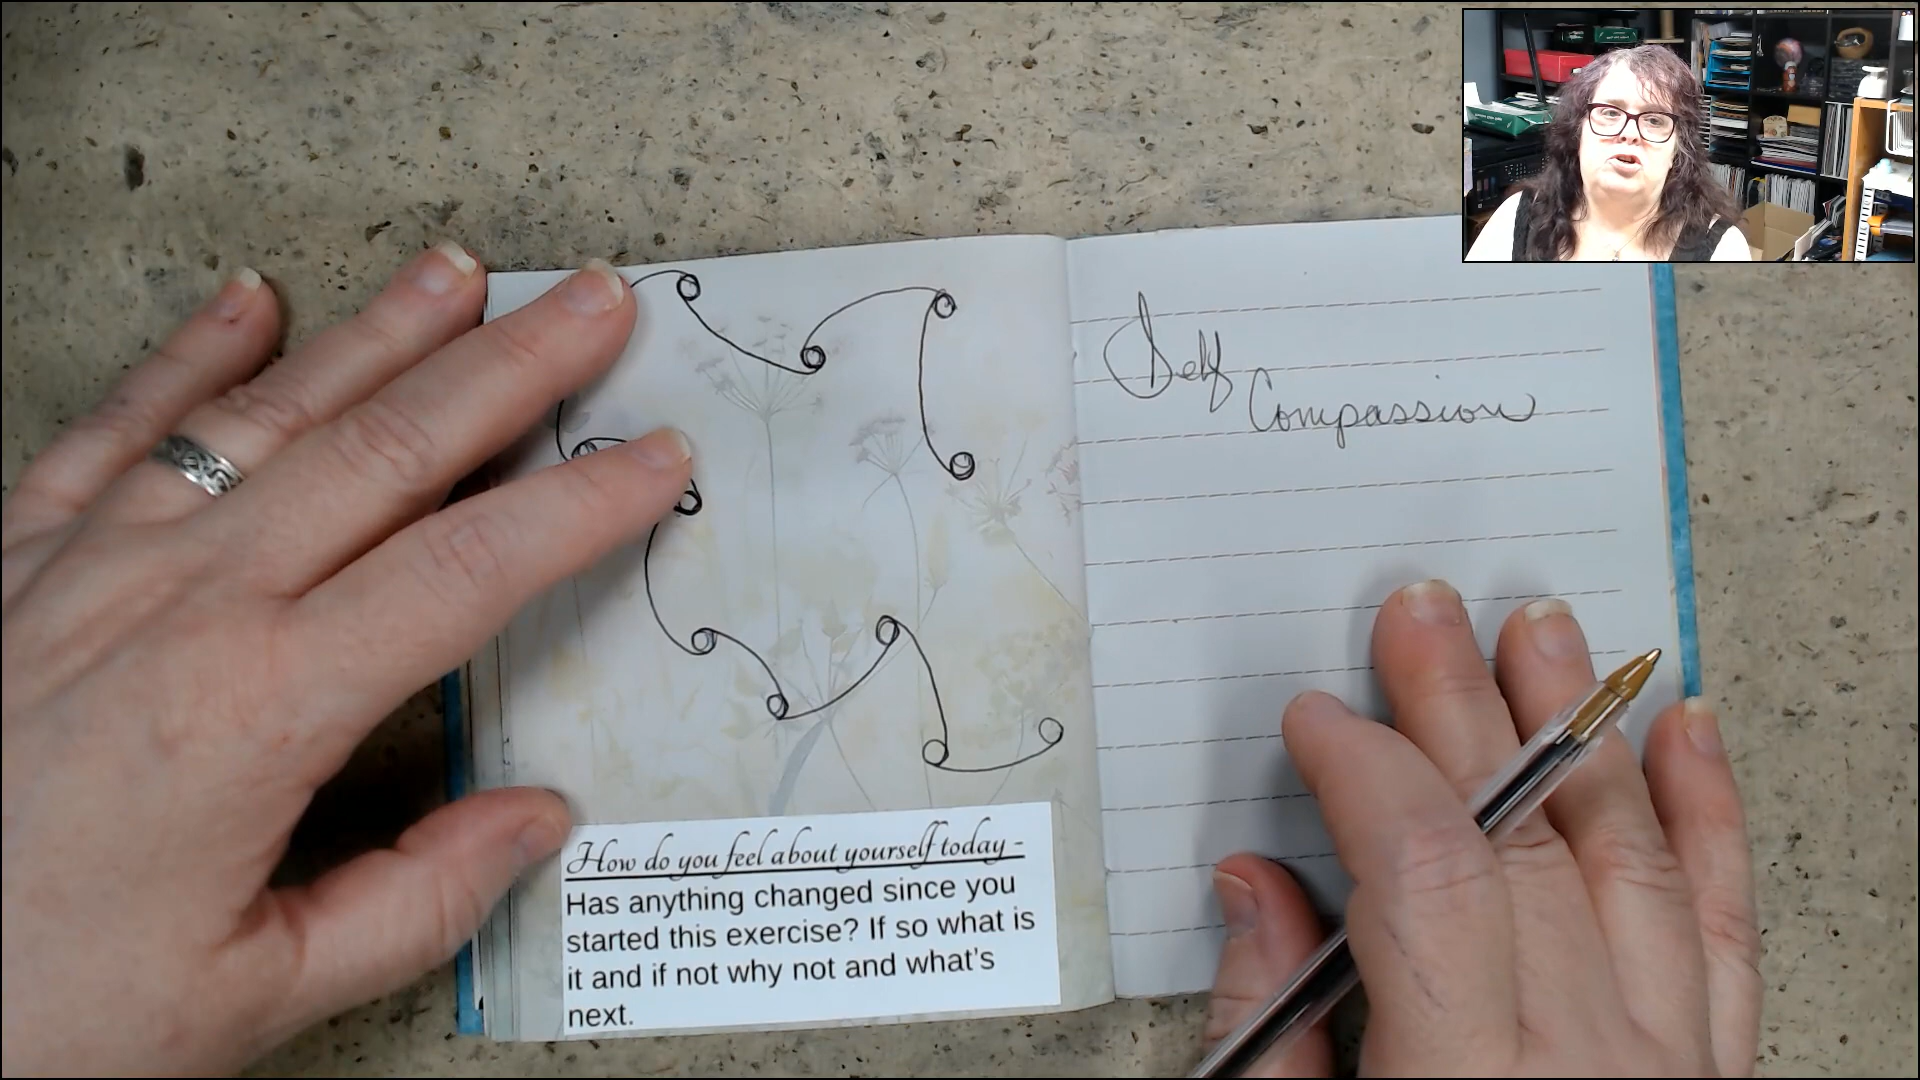 Self
Compassion
How do you feel about yourself today -
Has anything changed since you
started this exercise? If so what is
it and if not why not and what's
next.